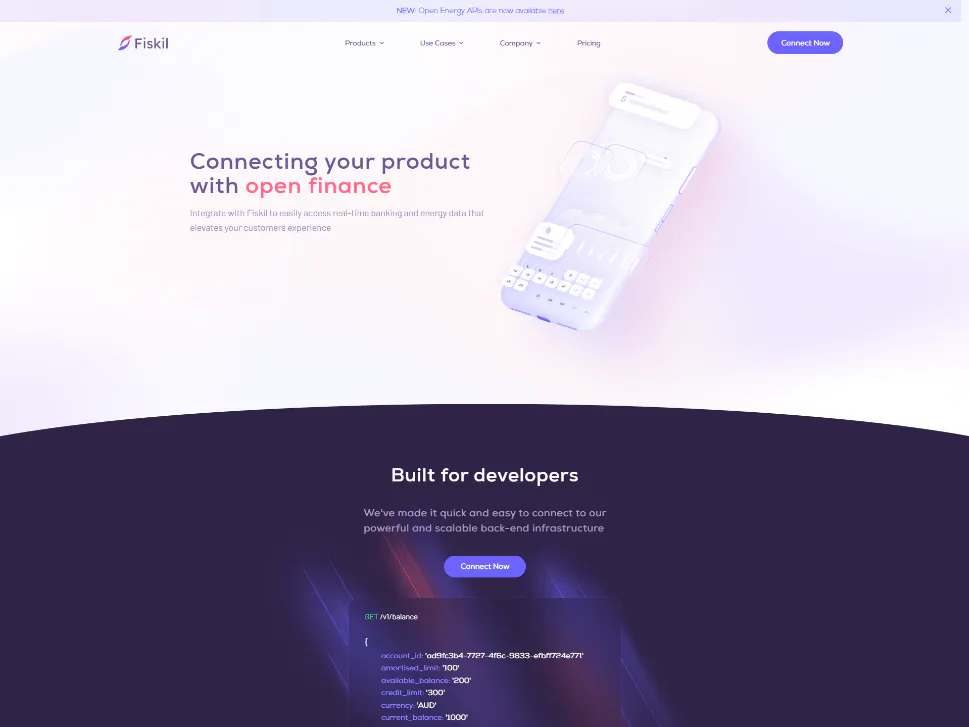 NEW: Open Energy APIs are now available here
Fiskil
Products
Use Cases
Company
Pricing
Connect Now
Connecting your product
with open finance
Integrate with Fiskil to easily access real-time banking and energy data that
elevates your customers experience
Built for developers
We've made it quick and easy to connect to our
powerful and scalable back-end infrastructure
Connect Now
GET /v1/balance
{
account_id: 'ad9fc3b4-7727-4f6c-9833-efbff724e771'
amortised_limit: '100'
available_balance: '200'
credit_limit: '300'
currency: 'AUD'
current_balance: '1000'